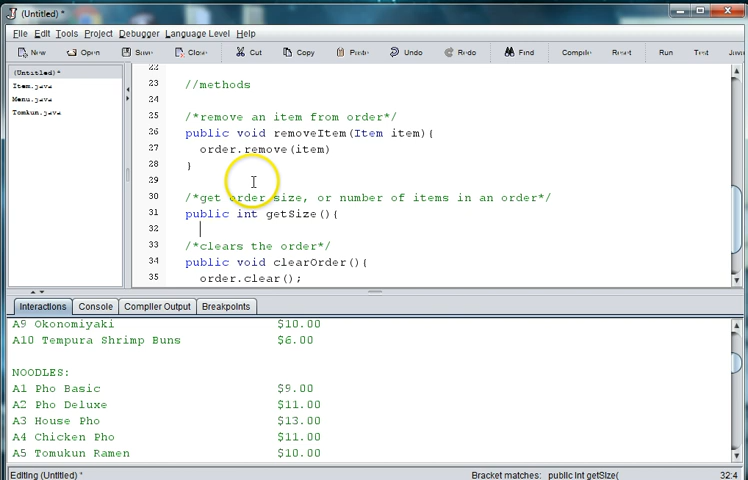 (Untitled) *
File Edit Tools Project Debugger Language Level Help
New Open Save Close Cut Copy Paste Undo Redo Find Compile Reset Run Test
(Untitled) *
Item.java
Menu.java
Tomkun.java
22
23 //methods
24
25 /*remove an item from order*/
26 public void removeItem(Item item){
27 order.remove(item)
28 }
29
30 /*get order size, or number of items in an order*/
31 public int getSize(){
32
33 /*clears the order*/
34 public void clearOrder(){
35 order.clear();
Interactions Console Compiler Output Breakpoints
A9 Okonomiyaki $10.00
A10 Tempura Shrimp Buns $6.00
NOODLES:
A1 Pho Basic $9.00
A2 Pho Deluxe $11.00
A3 House Pho $13.00
A4 Chicken Pho $11.00
A5 Tomukun Ramen $10.00
Editing (Untitled) * Bracket matches: public int getSize( 32:4